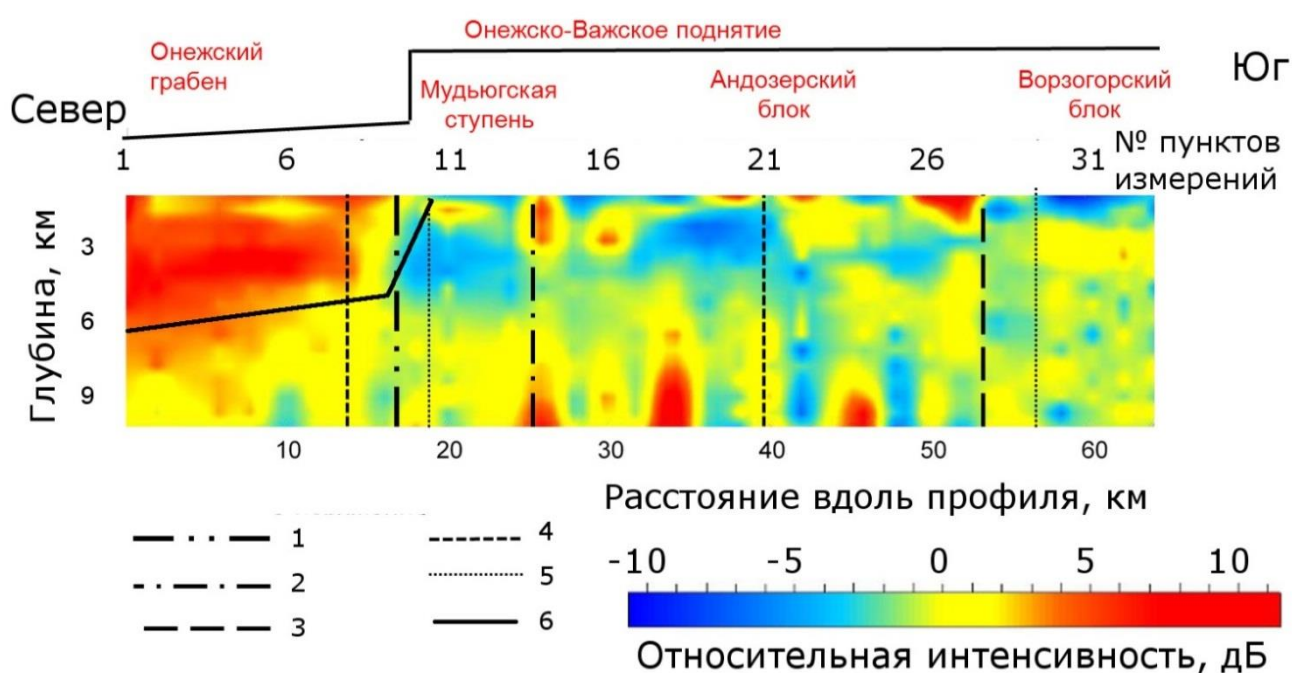 Онежско-Важское поднятие
Онежский
грабен
Юг
Север
Мудьюгская
ступень
Андозерский
блок
Ворзогорский
блок
1 6 11 16 21 26 31 № пунктов
измерений
Глубина, км
3
6
9
10 20 30 40 50 60
Расстояние вдоль профиля, км
1
2
3
4
5
6
-10 -5 0 5 10
Относительная интенсивность, дБ